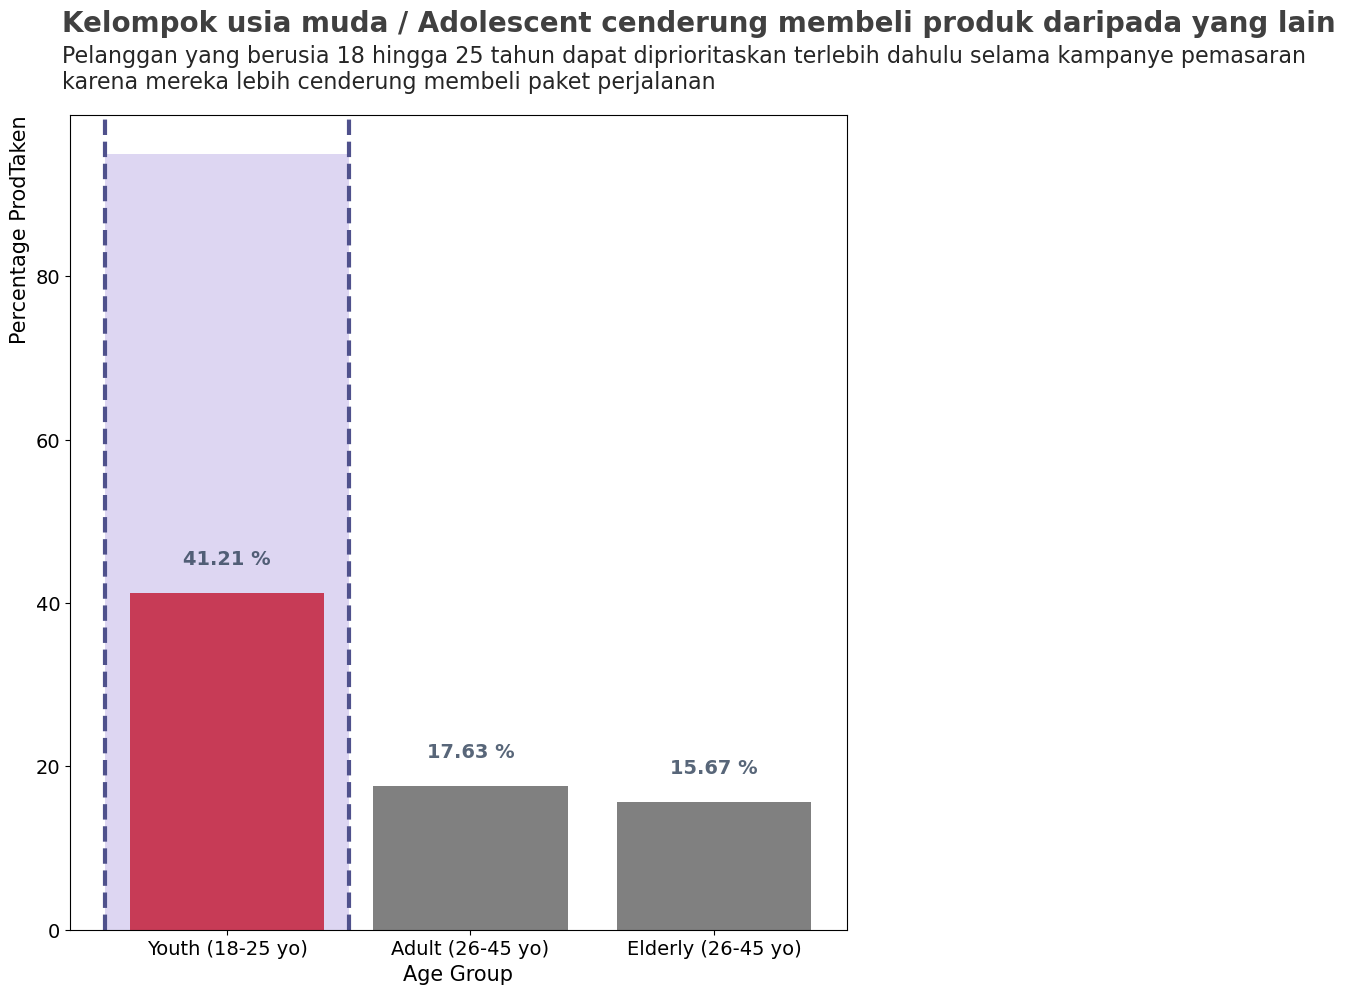 Kelompok usia muda / Adolescent cenderung membeli produk daripada yang lain
Pelanggan yang berusia 18 hingga 25 tahun dapat diprioritaskan terlebih dahulu selama kampanye pemasaran
karena mereka lebih cenderung membeli paket perjalanan
Percentage ProdTaken
80
60
40
20
0
41.21 %
17.63 %
15.67 %
Youth (18-25 yo)
Adult (26-45 yo)
Elderly (26-45 yo)
Age Group